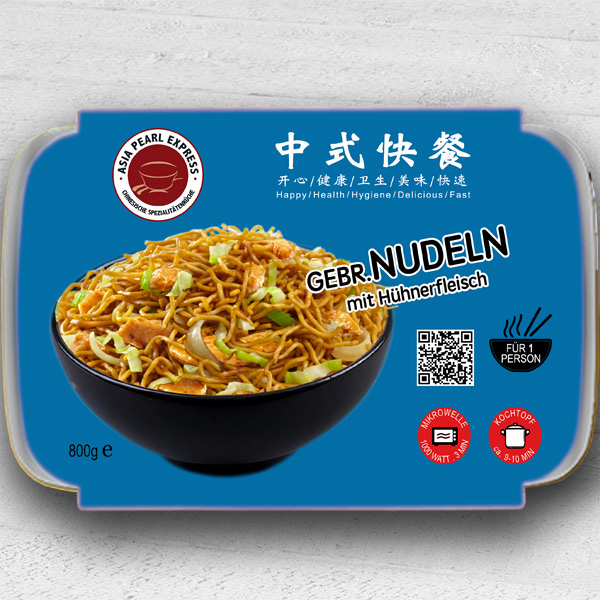 ASIA PEARL EXPRESS
CHINESISCHE SPEZIALITÄTENKÜCHE
中式快餐
开心/健康/卫生/美味/快速
Happy/Health/Hygiene/Delicious/Fast
GEBR.NUDELN
mit Hühnerfleisch
FÜR 1
PERSON
MIKROWELLE
1000 WATT . 3 MIN
KOCHTOPF
ca. 9-10 MIN
800g e